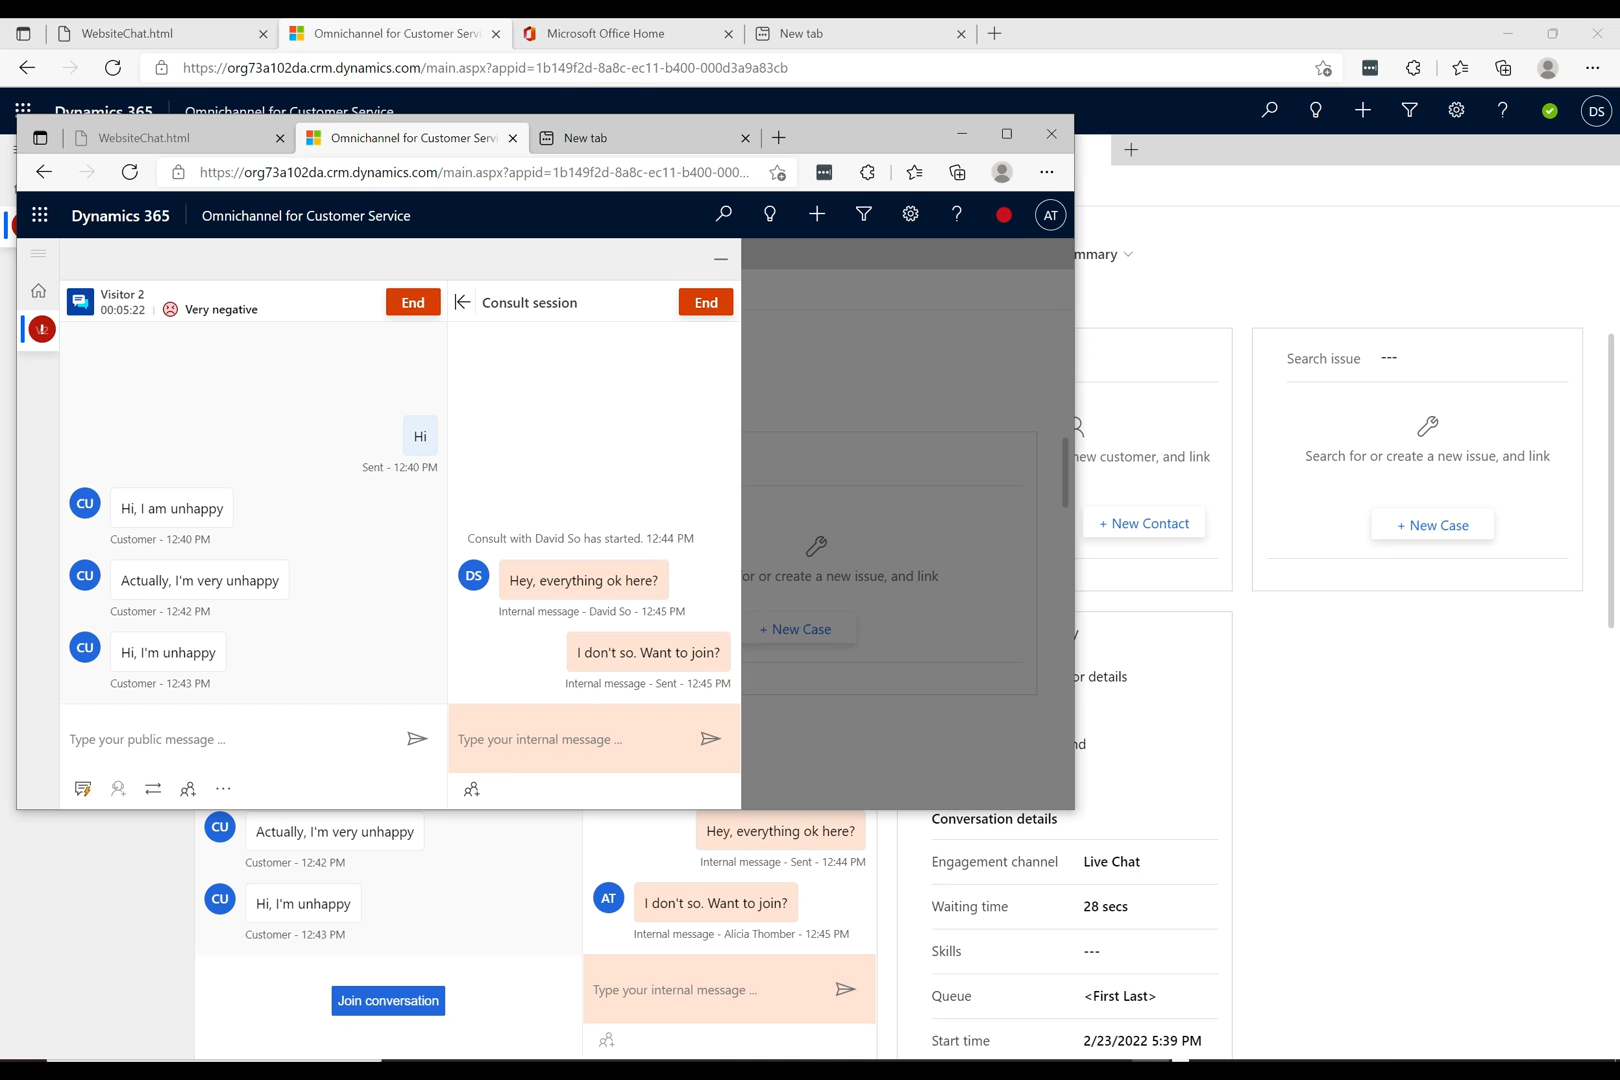 WebsiteChat.html
Omnichannel for Customer Servi
Microsoft Office Home
New tab
https://org73a102da.crm.dynamics.com/main.aspx?appid=1b149f2d-8a8c-ec11-b400-000d3a9a83cb
Dynamics 365
Omnichannel for Customer Service
DS
WebsiteChat.html
Omnichannel for Customer Servi
New tab
https://org73a102da.crm.dynamics.com/main.aspx?appid=1b149f2d-8a8c-ec11-b400-000...
Dynamics 365
Omnichannel for Customer Service
AT
mmary
Visitor 2
00:05:22
Very negative
End
Consult session
End
Hi
Sent - 12:40 PM
CU
Hi, I am unhappy
Customer - 12:40 PM
CU
Actually, I'm very unhappy
Customer - 12:42 PM
CU
Hi, I'm unhappy
Customer - 12:43 PM
Type your public message ...
Consult with David So has started. 12:44 PM
DS
Hey, everything ok here?
Internal message - David So - 12:45 PM
I don't so. Want to join?
Internal message - Sent - 12:45 PM
Type your internal message ...
or or create a new issue, and link
+ New Case
new customer, and link
+ New Contact
Search issue
---
Search for or create a new issue, and link
+ New Case
y
or details
nd
CU
Actually, I'm very unhappy
Customer - 12:42 PM
CU
Hi, I'm unhappy
Customer - 12:43 PM
Join conversation
Hey, everything ok here?
Internal message - Sent - 12:44 PM
AT
I don't so. Want to join?
Internal message - Alicia Thomber - 12:45 PM
Type your internal message ...
Conversation details
Engagement channel
Live Chat
Waiting time
28 secs
Skills
---
Queue
<First Last>
Start time
2/23/2022 5:39 PM